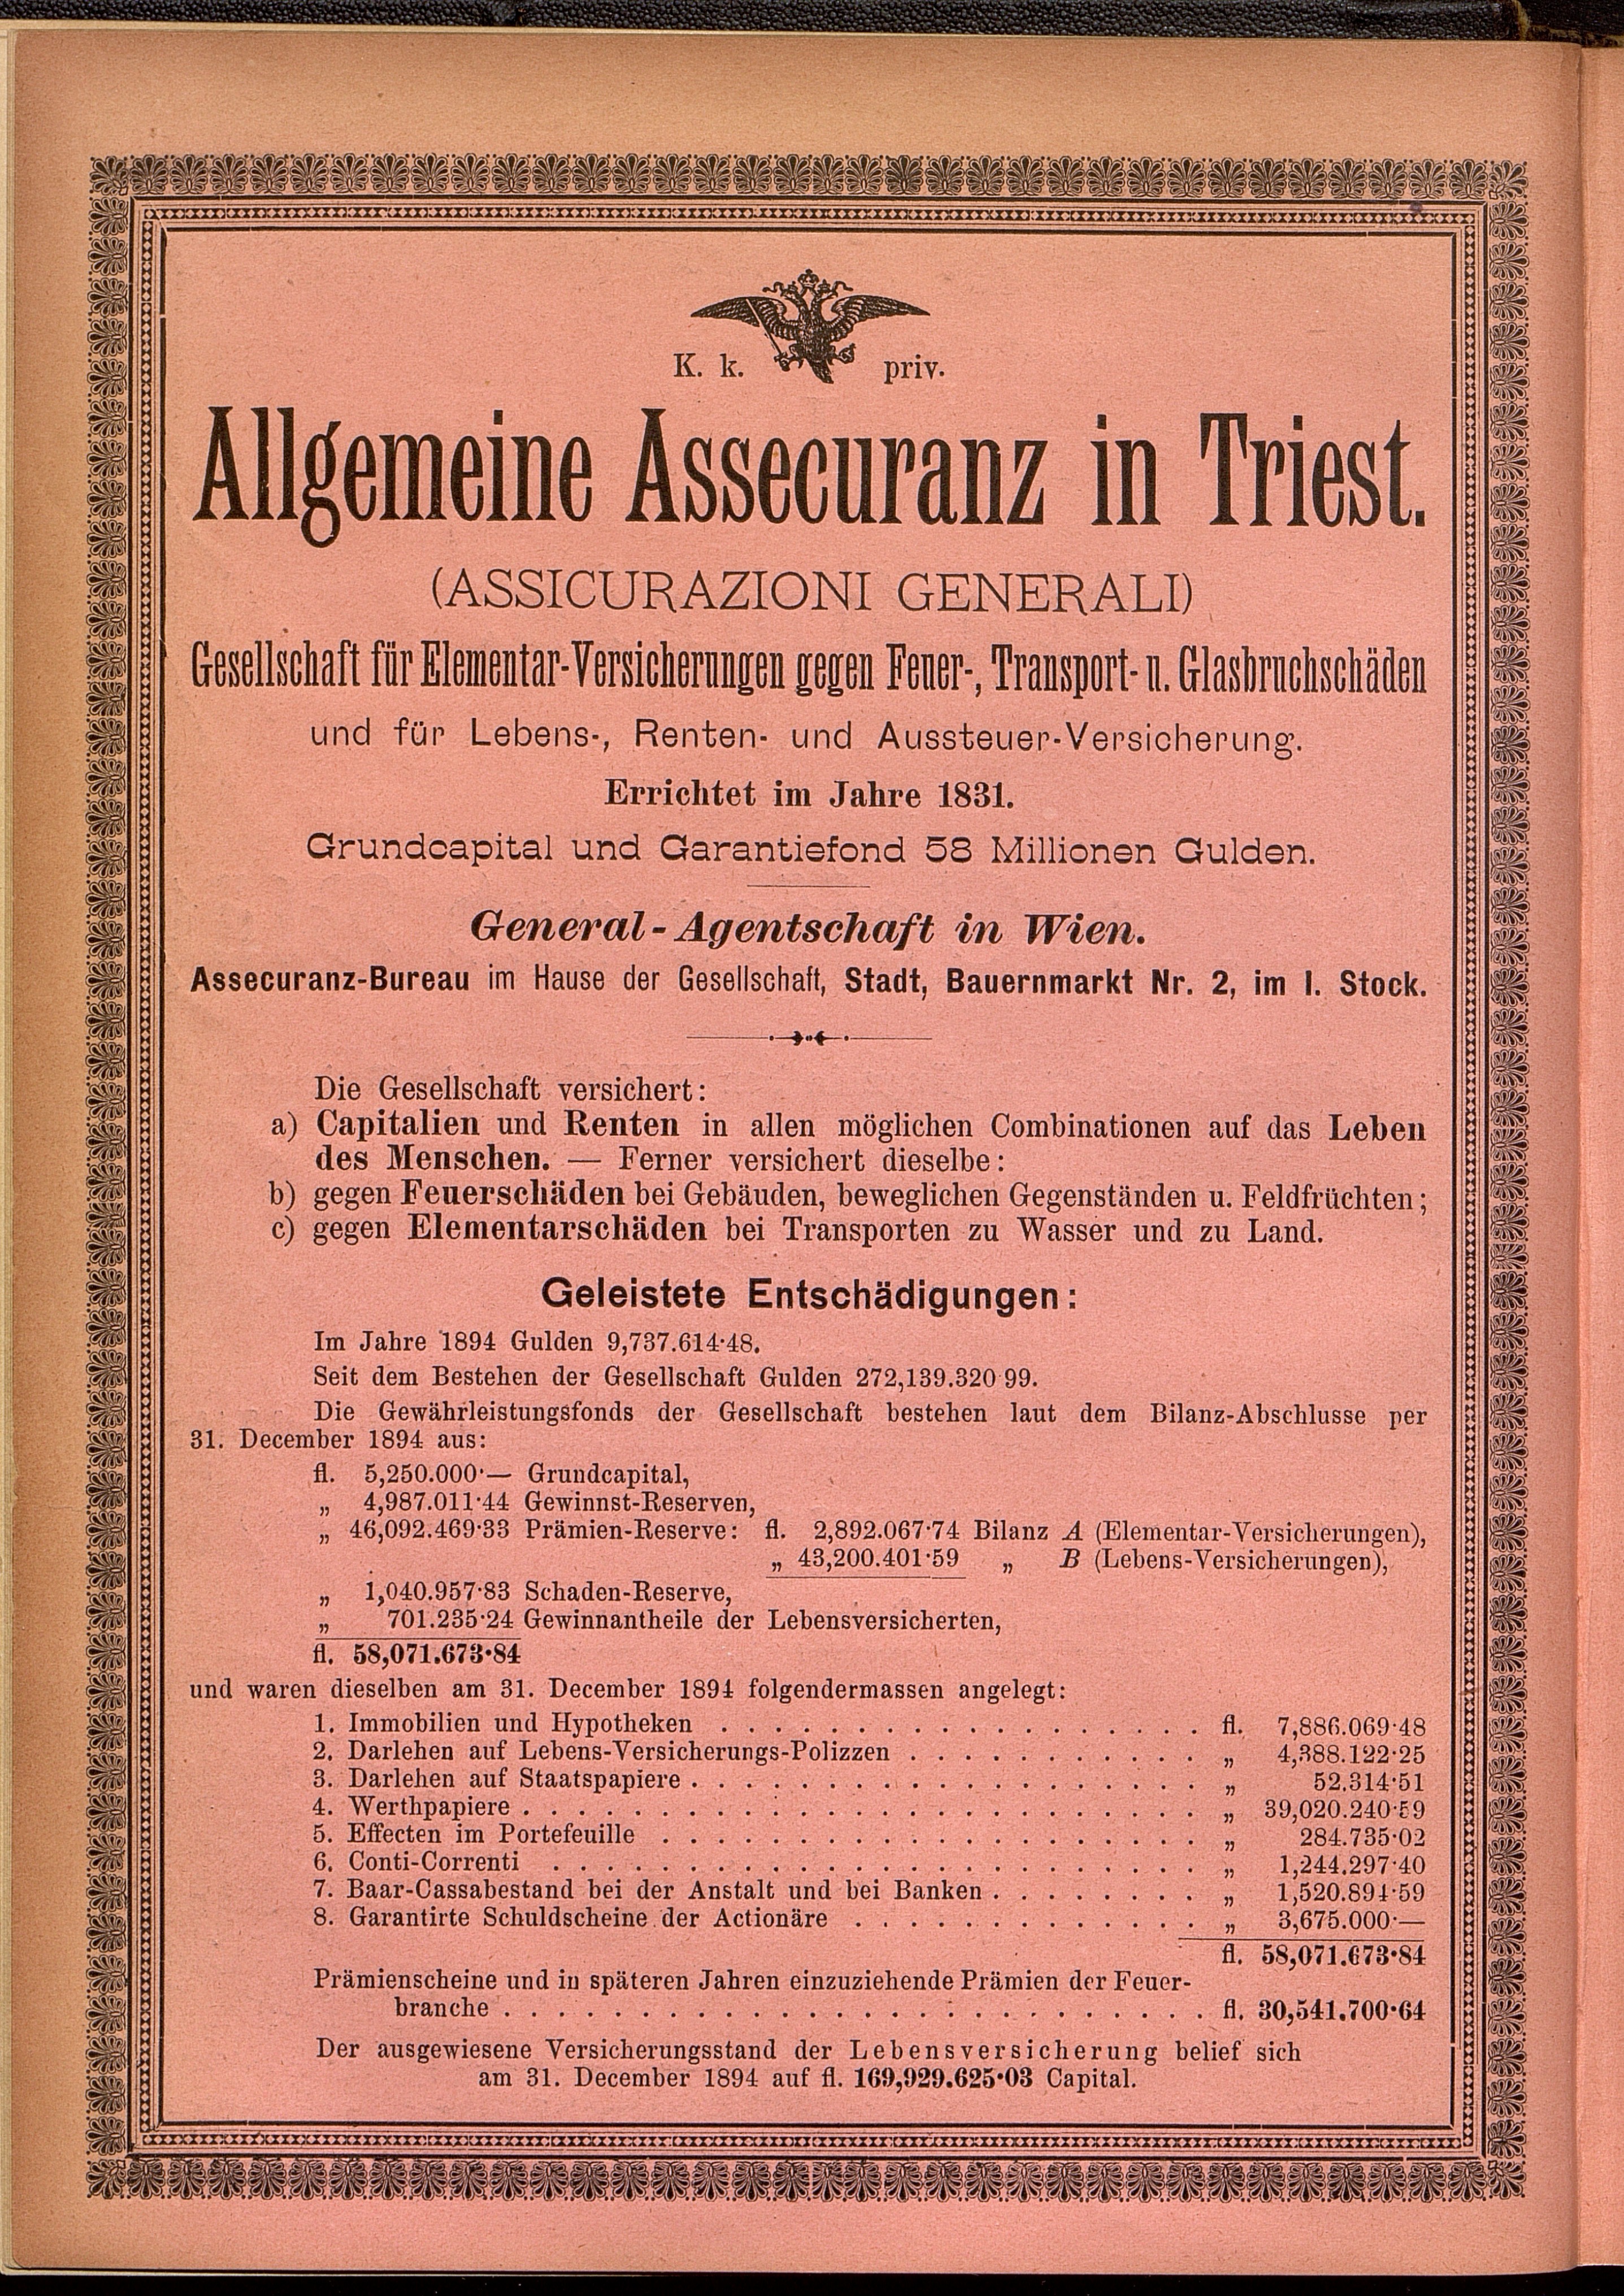 K. k. priv.
Allgemeine Assecuranz in Triest.
(ASSICURAZIONI GENERALI)
Gesellschaft für Elementar-Versicherungen gegen Feuer-, Transport- u. Glasbruchschäden
und für Lebens-, Renten- und Aussteuer-Versicherung.
Errichtet im Jahre 1831.
Grundcapital und Garantiefond 58 Millionen Gulden.
General-Agentschaft in Wien.
Assecuranz-Bureau im Hause der Gesellschaft, Stadt, Bauernmarkt Nr. 2, im I. Stock.
Die Gesellschaft versichert:
a) Capitalien und Renten in allen möglichen Combinationen auf das Leben
des Menschen. — Ferner versichert dieselbe:
b) gegen Feuerschäden bei Gebäuden, beweglichen Gegenständen u. Feldfrüchten;
c) gegen Elementarschäden bei Transporten zu Wasser und zu Land.
Geleistete Entschädigungen:
Im Jahre 1894 Gulden 9,737.614·48.
Seit dem Bestehen der Gesellschaft Gulden 272,139.320 99.
Die Gewährleistungsfonds der Gesellschaft bestehen laut dem Bilanz-Abschlusse per
31. December 1894 aus:
fl. 5,250.000·— Grundcapital,
„ 4,987.011·44 Gewinnst-Reserven,
„ 46,092.469·33 Prämien-Reserve: fl. 2,892.067·74 Bilanz A (Elementar-Versicherungen),
„ 43,200.401·59 „ B (Lebens-Versicherungen),
„ 1,040.957·83 Schaden-Reserve,
„ 701.235·24 Gewinnantheile der Lebensversicherten,
fl. 58,071.673·84
und waren dieselben am 31. December 1894 folgendermassen angelegt:
1. Immobilien und Hypotheken . . . . . . . . . . . . . . . . . . fl. 7,886.069·48
2. Darlehen auf Lebens-Versicherungs-Polizzen . . . . . . . . . . . „ 4,388.122·25
3. Darlehen auf Staatspapiere . . . . . . . . . . . . . . . . . . . „ 52.314·51
4. Werthpapiere . . . . . . . . . . . . . . . . . . . . . . . . . „ 39,020.240·59
5. Effecten im Portefeuille . . . . . . . . . . . . . . . . . . . . „ 284.735·02
6. Conti-Correnti . . . . . . . . . . . . . . . . . . . . . . . . „ 1,244.297·40
7. Baar-Cassabestand bei der Anstalt und bei Banken . . . . . . . . „ 1,520.894·59
8. Garantirte Schuldscheine der Actionäre . . . . . . . . . . . . . „ 3,675.000·—
fl. 58,071.673·84
Prämienscheine und in späteren Jahren einzuziehende Prämien der Feuer-
branche . . . . . . . . . . . . . . . . . . . . . . . . . . fl. 30,541.700·64
Der ausgewiesene Versicherungsstand der Lebensversicherung belief sich
am 31. December 1894 auf fl. 169,929.625·03 Capital.